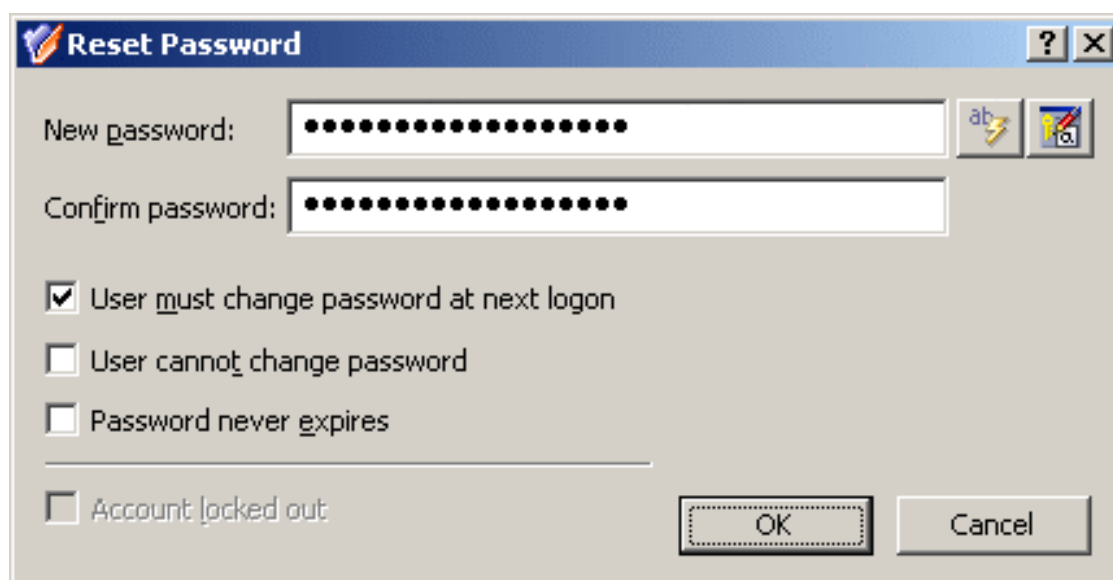 Reset Password
New password: ●●●●●●●●●●●●●●●●●●
ab
Confirm password: ●●●●●●●●●●●●●●●●●●
User must change password at next logon
User cannot change password
Password never expires
Account locked out
OK Cancel